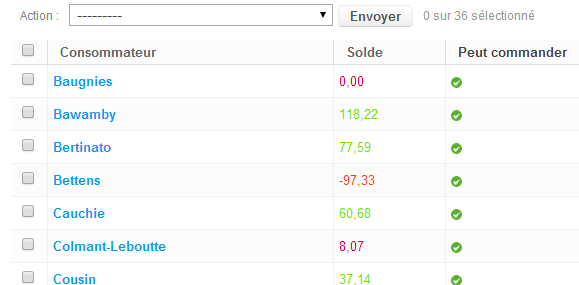 Action : --------- Envoyer 0 sur 36 sélectionné
Consommateur Solde Peut commander
Baugnies 0,00
Bawamby 118,22
Bertinato 77,59
Bettens -97,33
Cauchie 60,68
Colmant-Leboutte 8,07
Cousin 37,14